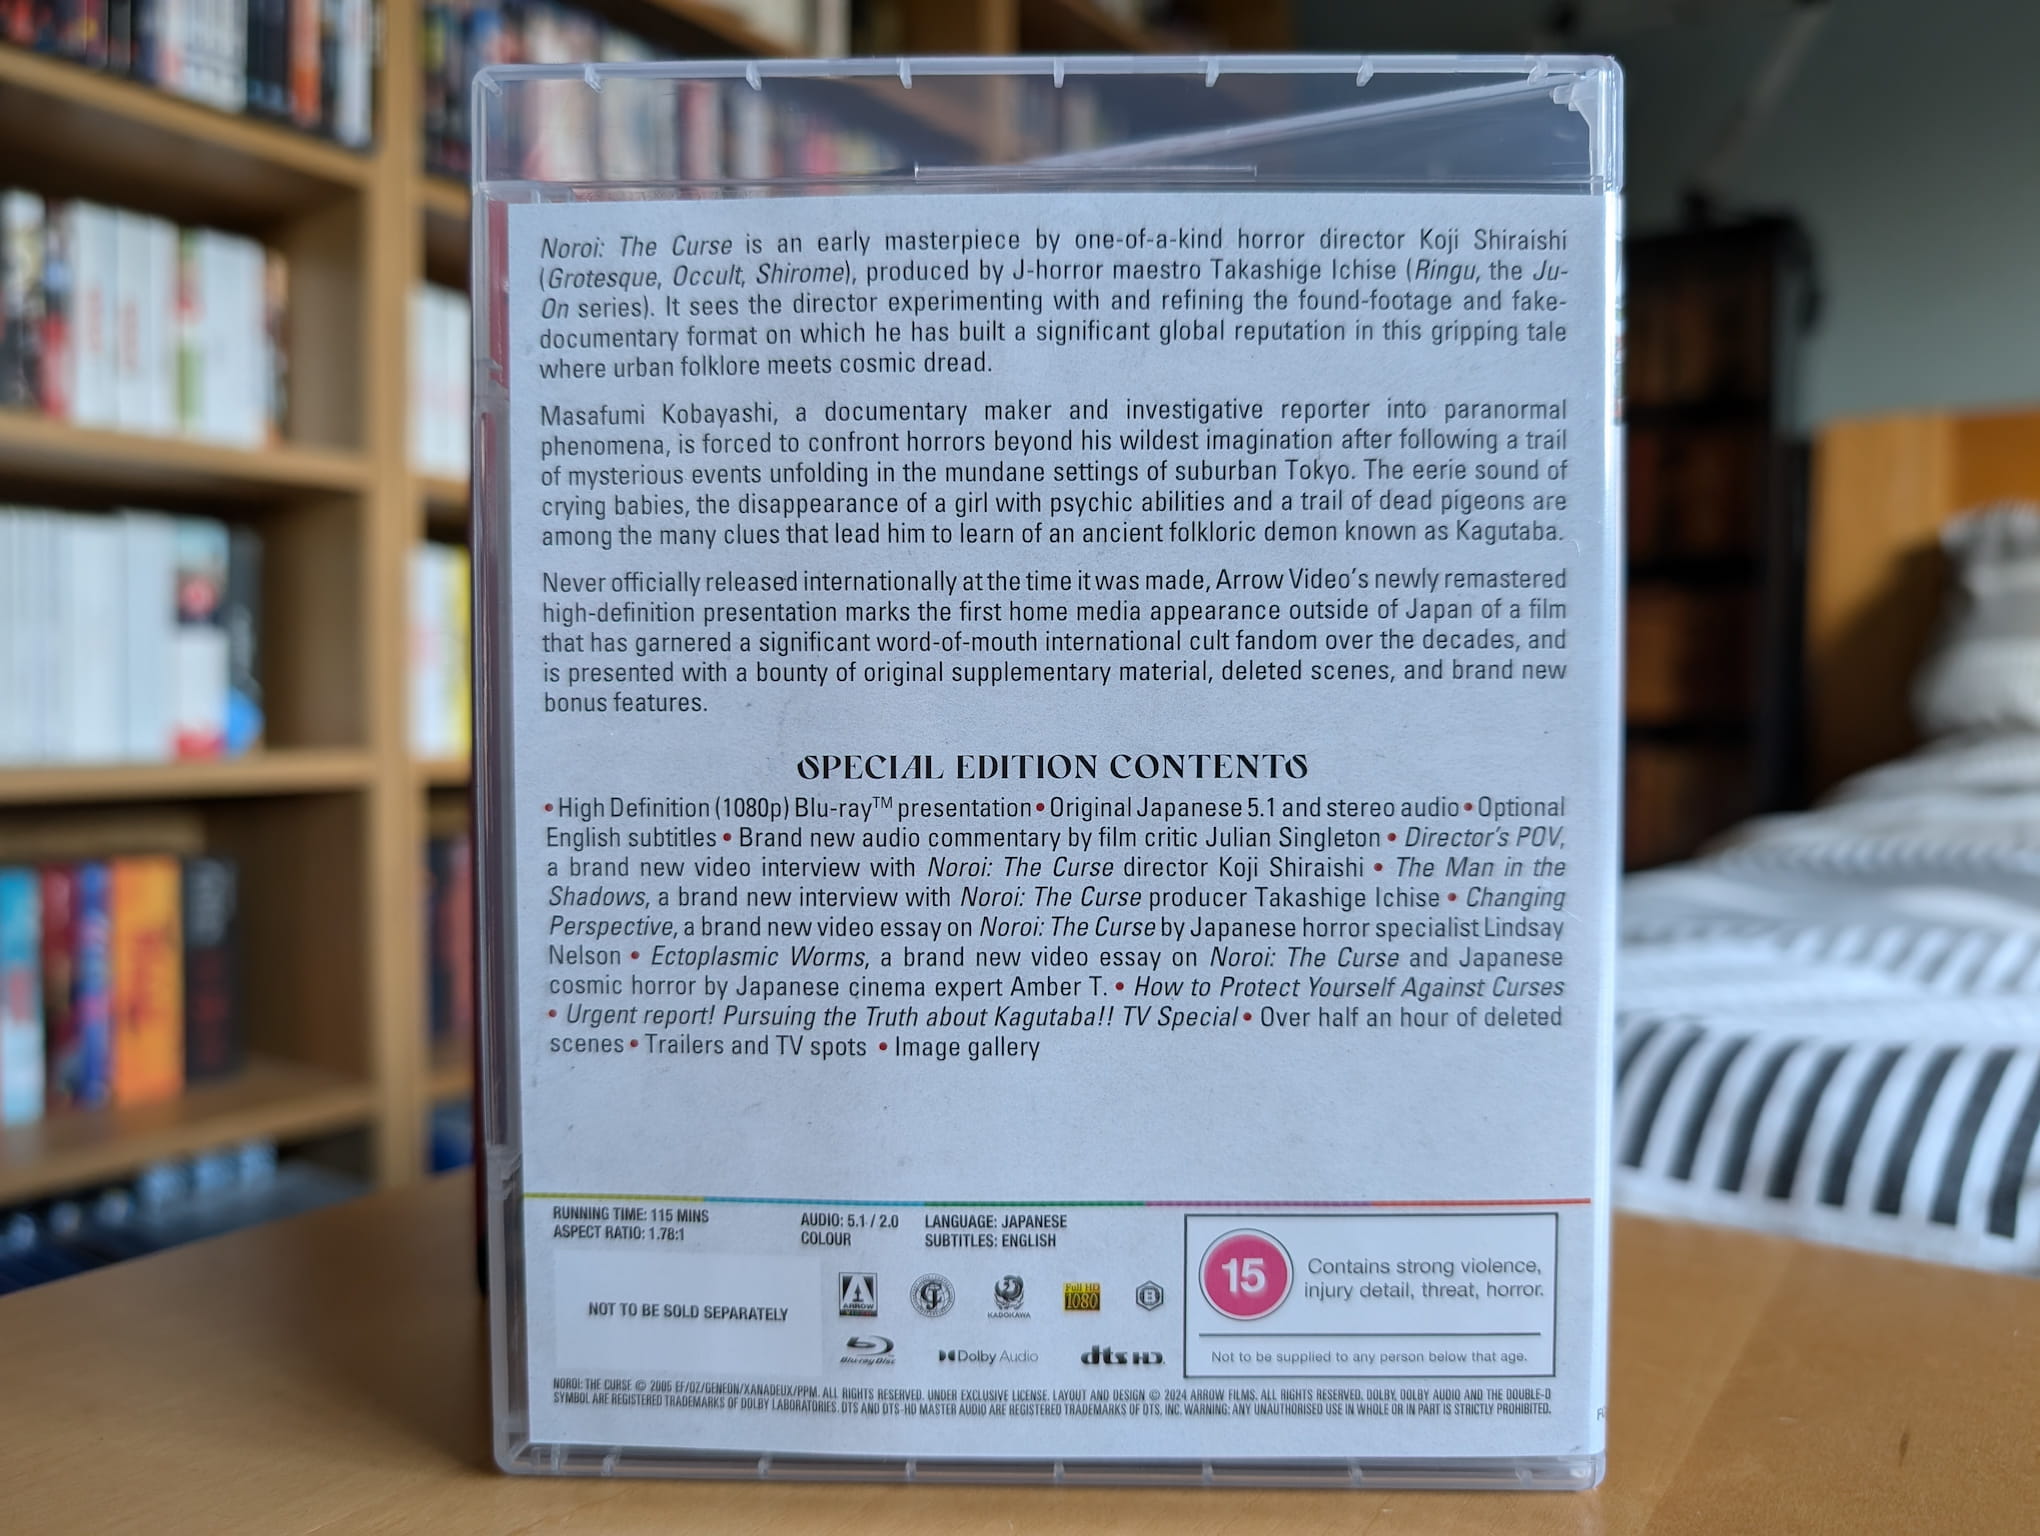 Noroi: The Curse is an early masterpiece by one-of-a-kind horror director Koji Shiraishi
(Grotesque, Occult, Shirome), produced by J-horror maestro Takashige Ichise (Ringu, the Ju-
On series). It sees the director experimenting with and refining the found-footage and fake-
documentary format on which he has built a significant global reputation in this gripping tale
where urban folklore meets cosmic dread.
Masafumi Kobayashi, a documentary maker and investigative reporter into paranormal
phenomena, is forced to confront horrors beyond his wildest imagination after following a trail
of mysterious events unfolding in the mundane settings of suburban Tokyo. The eerie sound of
crying babies, the disappearance of a girl with psychic abilities and a trail of dead pigeons are
among the many clues that lead him to learn of an ancient folkloric demon known as Kagutaba.
Never officially released internationally at the time it was made, Arrow Video's newly remastered
high-definition presentation marks the first home media appearance outside of Japan of a film
that has garnered a significant word-of-mouth international cult fandom over the decades, and
is presented with a bounty of original supplementary material, deleted scenes, and brand new
bonus features.
SPECIAL EDITION CONTENTS
• High Definition (1080p) Blu-ray™ presentation • Original Japanese 5.1 and stereo audio • Optional
English subtitles • Brand new audio commentary by film critic Julian Singleton • Director's POV,
a brand new video interview with Noroi: The Curse director Koji Shiraishi • The Man in the
Shadows, a brand new interview with Noroi: The Curse producer Takashige Ichise • Changing
Perspective, a brand new video essay on Noroi: The Curse by Japanese horror specialist Lindsay
Nelson • Ectoplasmic Worms, a brand new video essay on Noroi: The Curse and Japanese
cosmic horror by Japanese cinema expert Amber T. • How to Protect Yourself Against Curses
• Urgent report! Pursuing the Truth about Kagutaba!! TV Special • Over half an hour of deleted
scenes • Trailers and TV spots • Image gallery
RUNNING TIME: 115 MINS
ASPECT RATIO: 1.78:1
AUDIO: 5.1 / 2.0
COLOUR
LANGUAGE: JAPANESE
SUBTITLES: ENGLISH
NOT TO BE SOLD SEPARATELY
ARROW
VIDEO
KADOKAWA
Full HD
1080
B
Blu-ray Disc
Dolby Audio
dts HD
15
Contains strong violence,
injury detail, threat, horror.
Not to be supplied to any person below that age.
NOROI: THE CURSE © 2005 EF/OZ/GENEON/XANADEUX/PPM. ALL RIGHTS RESERVED. UNDER EXCLUSIVE LICENSE. LAYOUT AND DESIGN © 2024 ARROW FILMS. ALL RIGHTS RESERVED. DOLBY, DOLBY AUDIO AND THE DOUBLE-D
SYMBOL ARE REGISTERED TRADEMARKS OF DOLBY LABORATORIES. DTS AND DTS-HD MASTER AUDIO ARE REGISTERED TRADEMARKS OF DTS, INC. WARNING: ANY UNAUTHORISED USE IN WHOLE OR IN PART IS STRICTLY PROHIBITED.